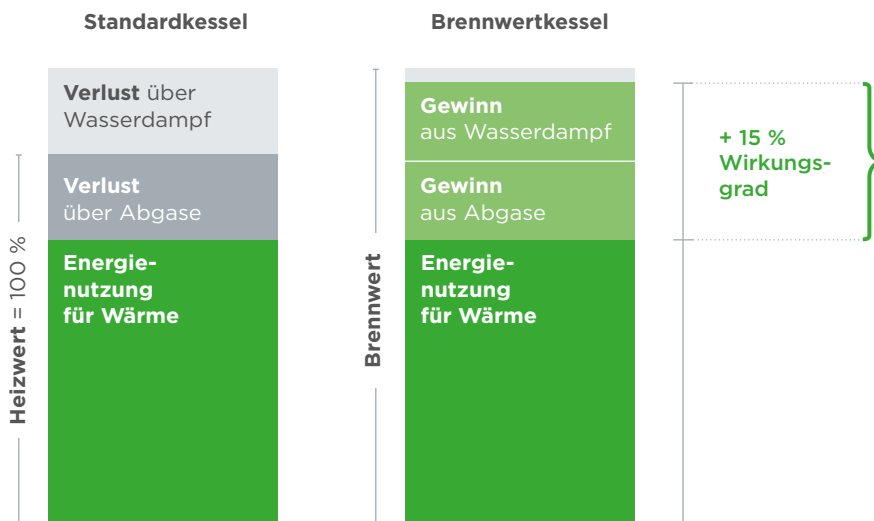 Standardkessel
Verlust über
Wasserdampf
Verlust
über Abgase
Energie-
nutzung
für Wärme
Heizwert = 100 %
Brennwertkessel
Gewinn
aus Wasserdampf
Gewinn
aus Abgase
Energie-
nutzung
für Wärme
Brennwert
+ 15 %
Wirkungs-
grad